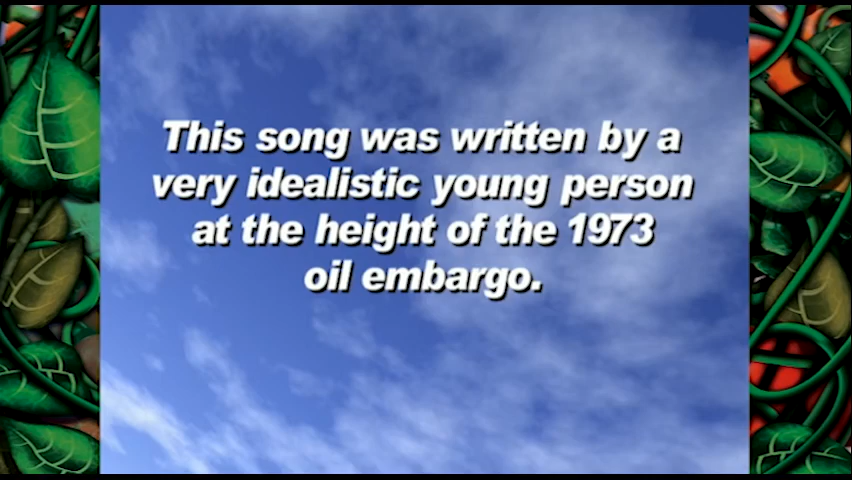 This song was written by a
very idealistic young person
at the height of the 1973
oil embargo.